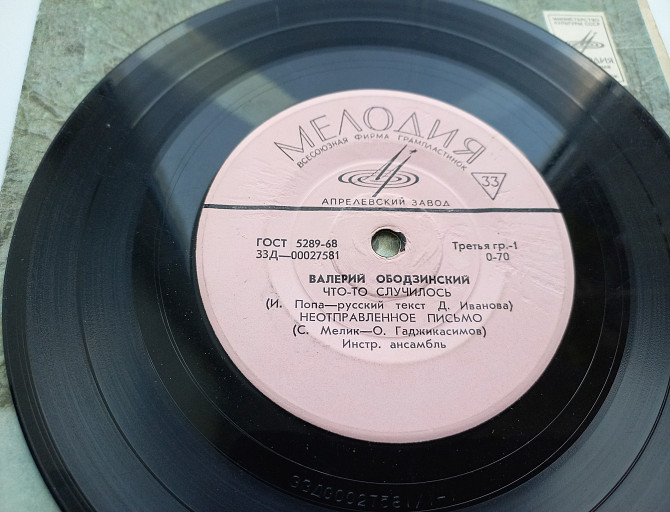 МЕЛОДИЯ
ВСЕСОЮЗНАЯ ФИРМА ГРАМПЛАСТИНОК
33
АПРЕЛЕВСКИЙ ЗАВОД
ГОСТ 5289-68
33Д—00027581
Третья гр.-1
0-70
ВАЛЕРИЙ ОБОДЗИНСКИЙ
ЧТО-ТО СЛУЧИЛОСЬ
(И. Попа—русский текст Д. Иванова)
НЕОТПРАВЛЕННОЕ ПИСЬМО
(С. Мелик—О. Гаджикасимов)
Инстр. ансамбль